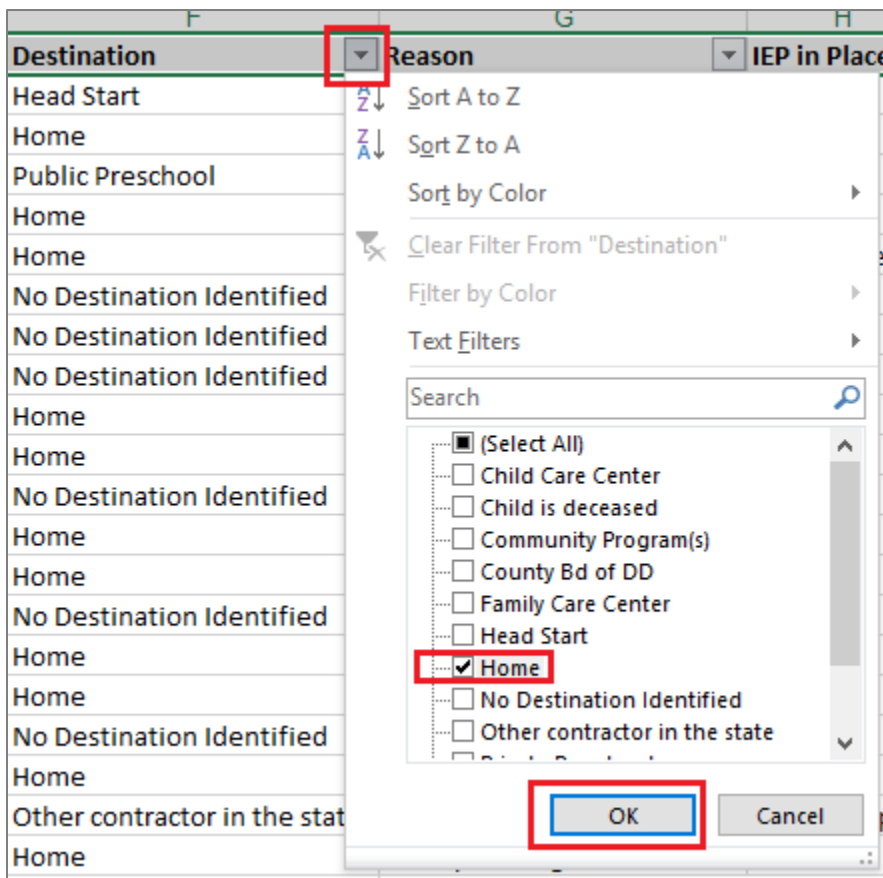 F G H
Destination Reason IEP in Place
Head Start
Home
Public Preschool
Home
Home
No Destination Identified
No Destination Identified
No Destination Identified
Home
Home
No Destination Identified
Home
Home
No Destination Identified
Home
Home
No Destination Identified
Home
Other contractor in the stat
Home
Sort A to Z
Sort Z to A
Sort by Color
Clear Filter From "Destination"
Filter by Color
Text Filters
Search
(Select All)
Child Care Center
Child is deceased
Community Program(s)
County Bd of DD
Family Care Center
Head Start
Home
No Destination Identified
Other contractor in the state
OK Cancel